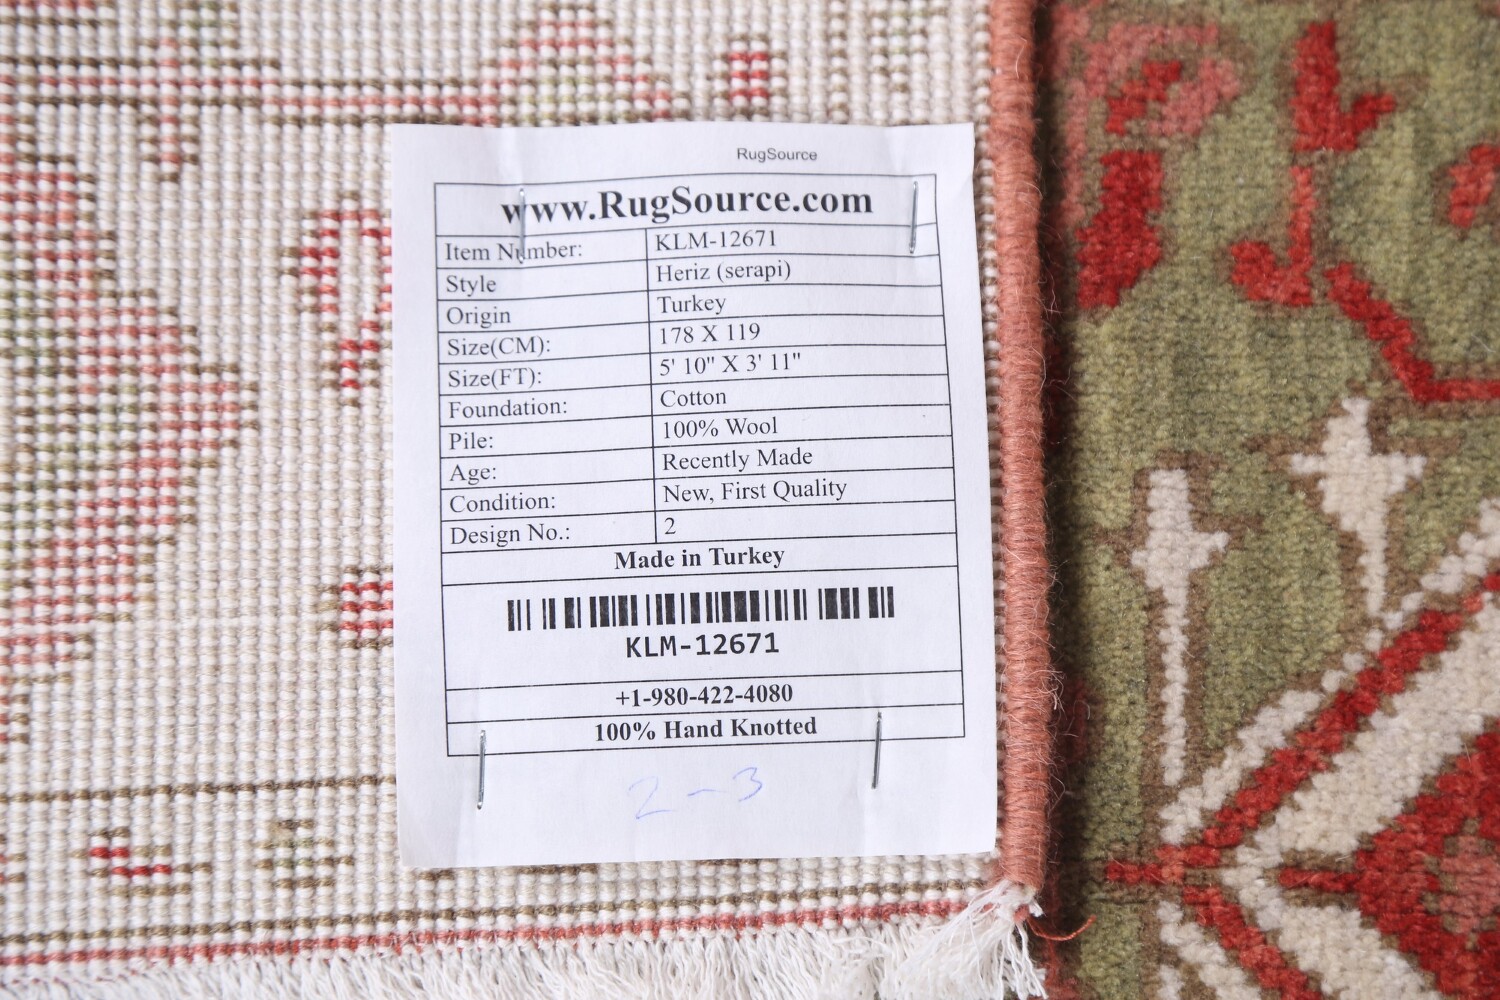 RugSource
www.RugSource.com
Item Number: KLM-12671
Style Heriz (serapi)
Origin Turkey
Size(CM): 178 X 119
Size(FT): 5' 10" X 3' 11"
Foundation: Cotton
Pile: 100% Wool
Age: Recently Made
Condition: New, First Quality
Design No.: 2
Made in Turkey
KLM-12671
+1-980-422-4080
100% Hand Knotted
2-3